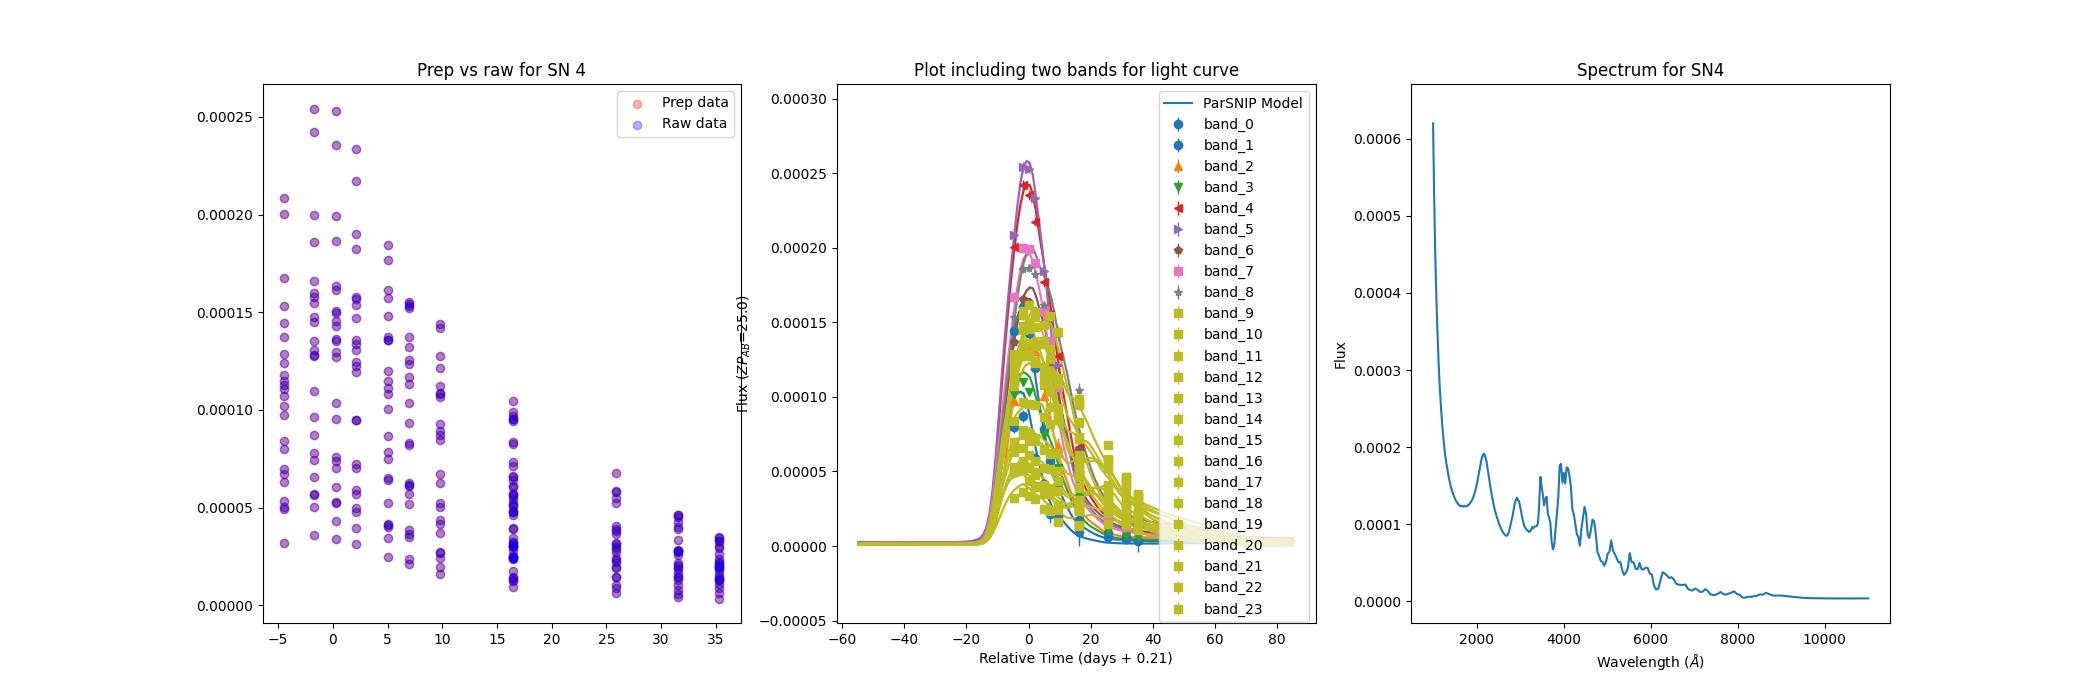 Prep vs raw for SN 4
Prep data
Raw data
0.00025
0.00020
0.00015
0.00010
0.00005
0.00000
−5 0 5 10 15 20 25 30 35
Plot including two bands for light curve
ParSNIP Model
band_0
band_1
band_2
band_3
band_4
band_5
band_6
band_7
band_8
band_9
band_10
band_11
band_12
band_13
band_14
band_15
band_16
band_17
band_18
band_19
band_20
band_21
band_22
band_23
0.00030
0.00025
0.00020
0.00015
0.00010
0.00005
0.00000
−0.00005
Flux (ZP_AB=25.0)
−60 −40 −20 0 20 40 60 80
Relative Time (days + 0.21)
Spectrum for SN4
0.0006
0.0005
0.0004
0.0003
0.0002
0.0001
0.0000
Flux
2000 4000 6000 8000 10000
Wavelength (Å)